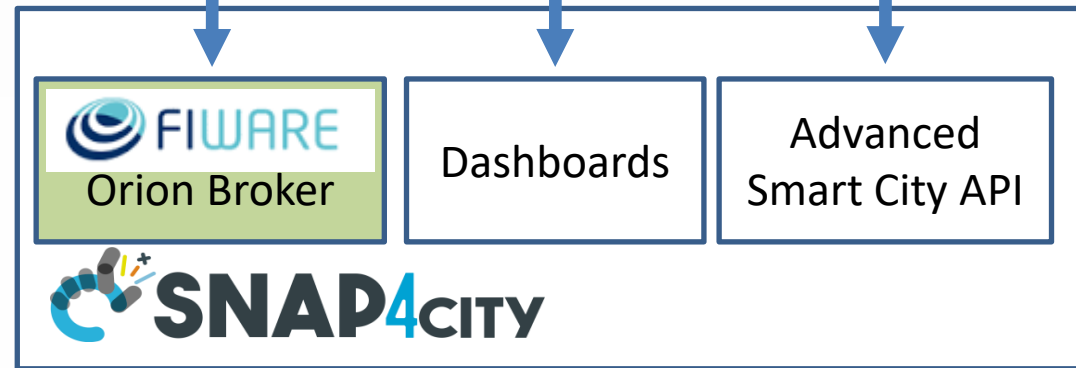 FIWARE
Orion Broker
Dashboards
Advanced
Smart City API
SNAP4CITY